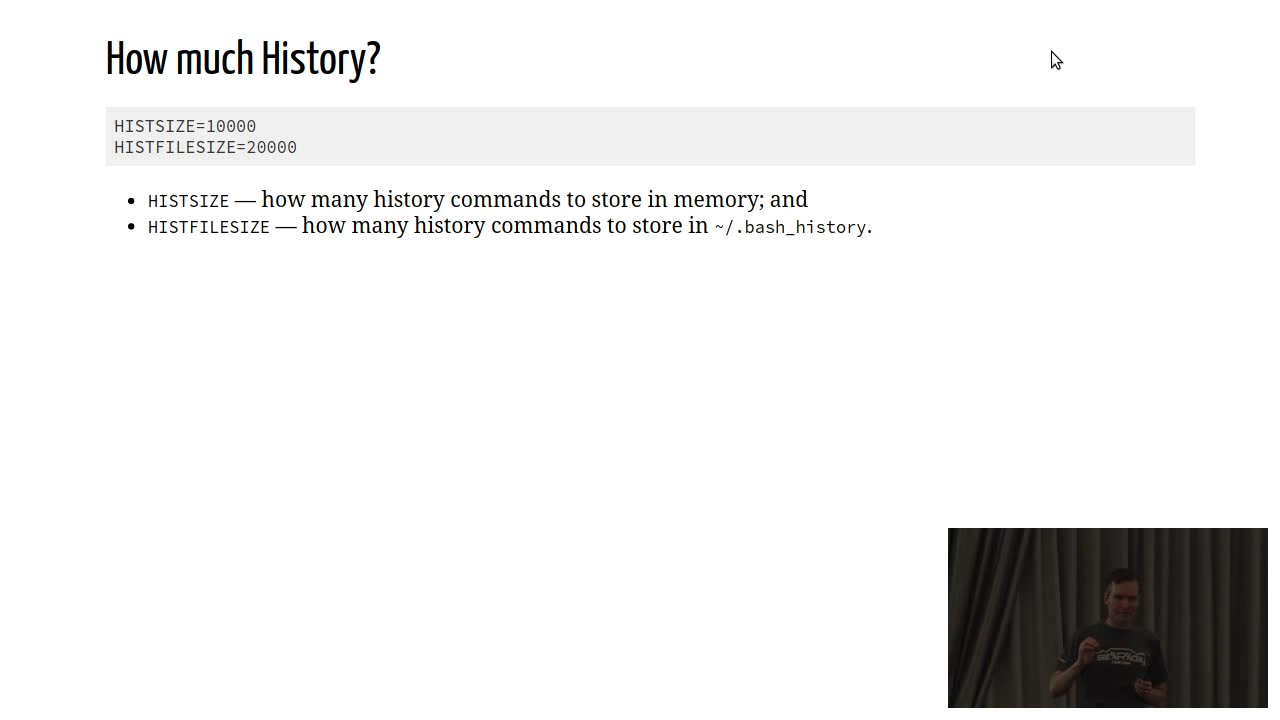 How much History?
HISTSIZE=10000
HISTFILESIZE=20000
• HISTSIZE — how many history commands to store in memory; and
• HISTFILESIZE — how many history commands to store in ~/.bash_history.